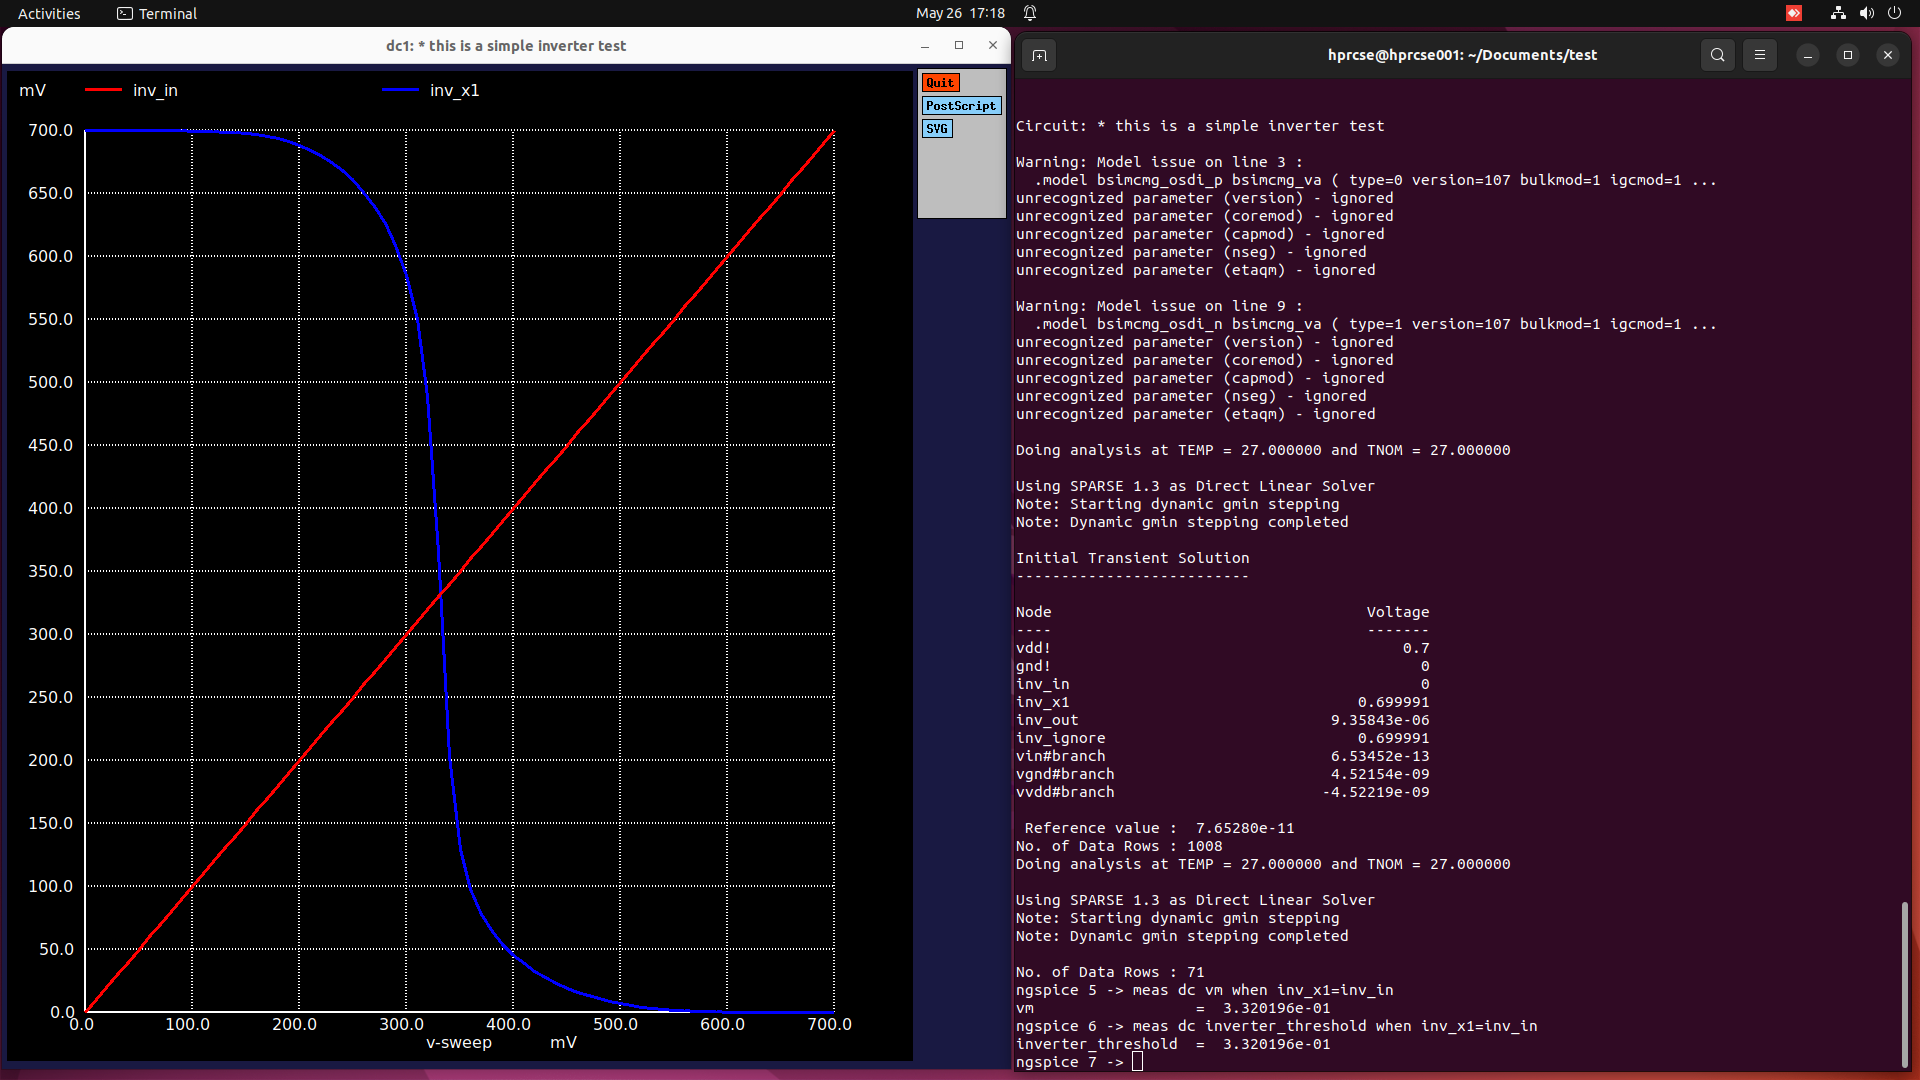 Activities
Terminal
May 26 17:18
dc1: * this is a simple inverter test
mV
inv_in
inv_x1
Quit
PostScript
SVG
700.0
650.0
600.0
550.0
500.0
450.0
400.0
350.0
300.0
250.0
200.0
150.0
100.0
50.0
0.0
0.0 100.0 200.0 300.0 400.0 500.0 600.0 700.0
v-sweep mV
hprcse@hprcse001: ~/Documents/test
Circuit: * this is a simple inverter test
Warning: Model issue on line 3 :
.model bsimcmg_osdi_p bsimcmg_va ( type=0 version=107 bulkmod=1 igcmod=1 ...
unrecognized parameter (version) - ignored
unrecognized parameter (coremod) - ignored
unrecognized parameter (capmod) - ignored
unrecognized parameter (nseg) - ignored
unrecognized parameter (etaqm) - ignored
Warning: Model issue on line 9 :
.model bsimcmg_osdi_n bsimcmg_va ( type=1 version=107 bulkmod=1 igcmod=1 ...
unrecognized parameter (version) - ignored
unrecognized parameter (coremod) - ignored
unrecognized parameter (capmod) - ignored
unrecognized parameter (nseg) - ignored
unrecognized parameter (etaqm) - ignored
Doing analysis at TEMP = 27.000000 and TNOM = 27.000000
Using SPARSE 1.3 as Direct Linear Solver
Note: Starting dynamic gmin stepping
Note: Dynamic gmin stepping completed
Initial Transient Solution
--------------------------
Node Voltage
---- -------
vdd! 0.7
gnd! 0
inv_in 0
inv_x1 0.699991
inv_out 9.35843e-06
inv_ignore 0.699991
vin#branch 6.53452e-13
vgnd#branch 4.52154e-09
vvdd#branch -4.52219e-09
Reference value : 7.65280e-11
No. of Data Rows : 1008
Doing analysis at TEMP = 27.000000 and TNOM = 27.000000
Using SPARSE 1.3 as Direct Linear Solver
Note: Starting dynamic gmin stepping
Note: Dynamic gmin stepping completed
No. of Data Rows : 71
ngspice 5 -> meas dc vm when inv_x1=inv_in
vm = 3.320196e-01
ngspice 6 -> meas dc inverter_threshold when inv_x1=inv_in
inverter_threshold = 3.320196e-01
ngspice 7 ->